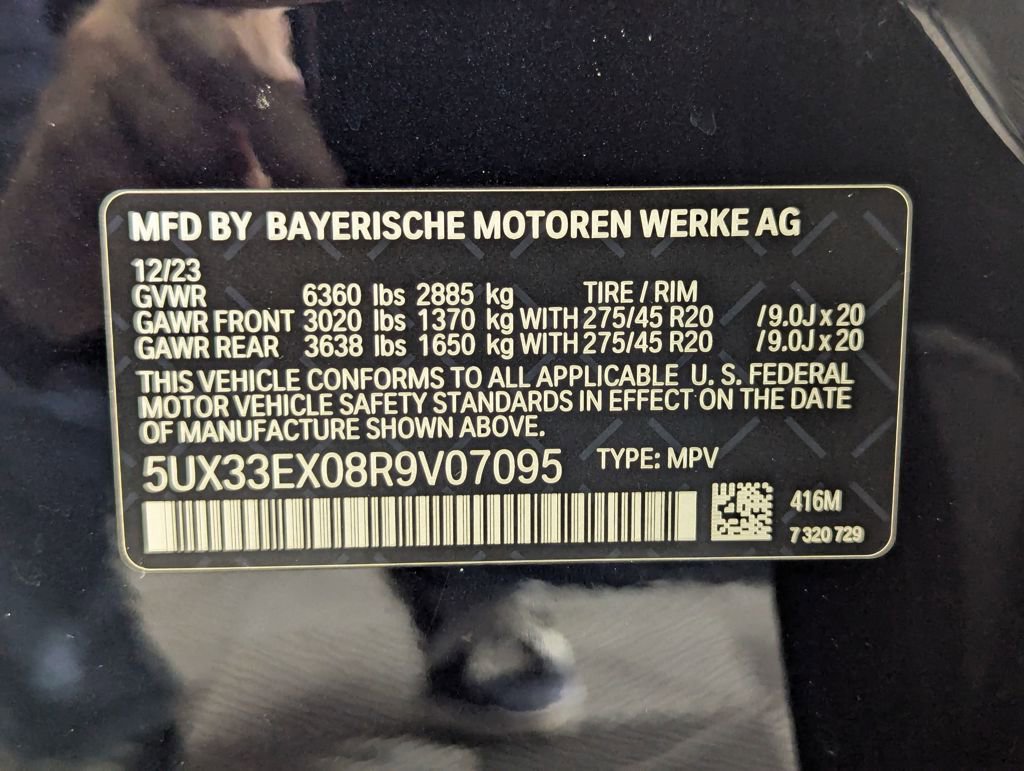 MFD BY BAYERISCHE MOTOREN WERKE AG
12/23
GVWR 6360 lbs 2885 kg TIRE / RIM
GAWR FRONT 3020 lbs 1370 kg WITH 275/45 R20 / 9.0J x 20
GAWR REAR 3638 lbs 1650 kg WITH 275/45 R20 / 9.0J x 20
THIS VEHICLE CONFORMS TO ALL APPLICABLE U. S. FEDERAL
MOTOR VEHICLE SAFETY STANDARDS IN EFFECT ON THE DATE
OF MANUFACTURE SHOWN ABOVE.
5UX33EX08R9V07095 TYPE: MPV
416M
7 320 729